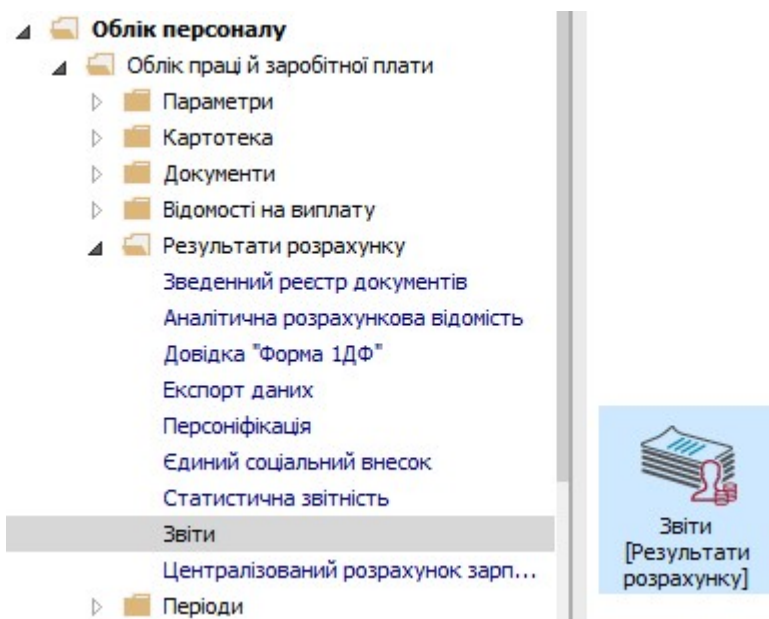 Облік персоналу
Облік праці й заробітної плати
Параметри
Картотека
Документи
Відомості на виплату
Результати розрахунку
Зведенний реєстр документів
Аналітична розрахункова відомість
Довідка "Форма 1ДФ"
Експорт даних
Персоніфікація
Єдиний соціальний внесок
Статистична звітність
Звіти
Централізований розрахунок зарп...
Періоди
Звіти
[Результати
розрахунку]